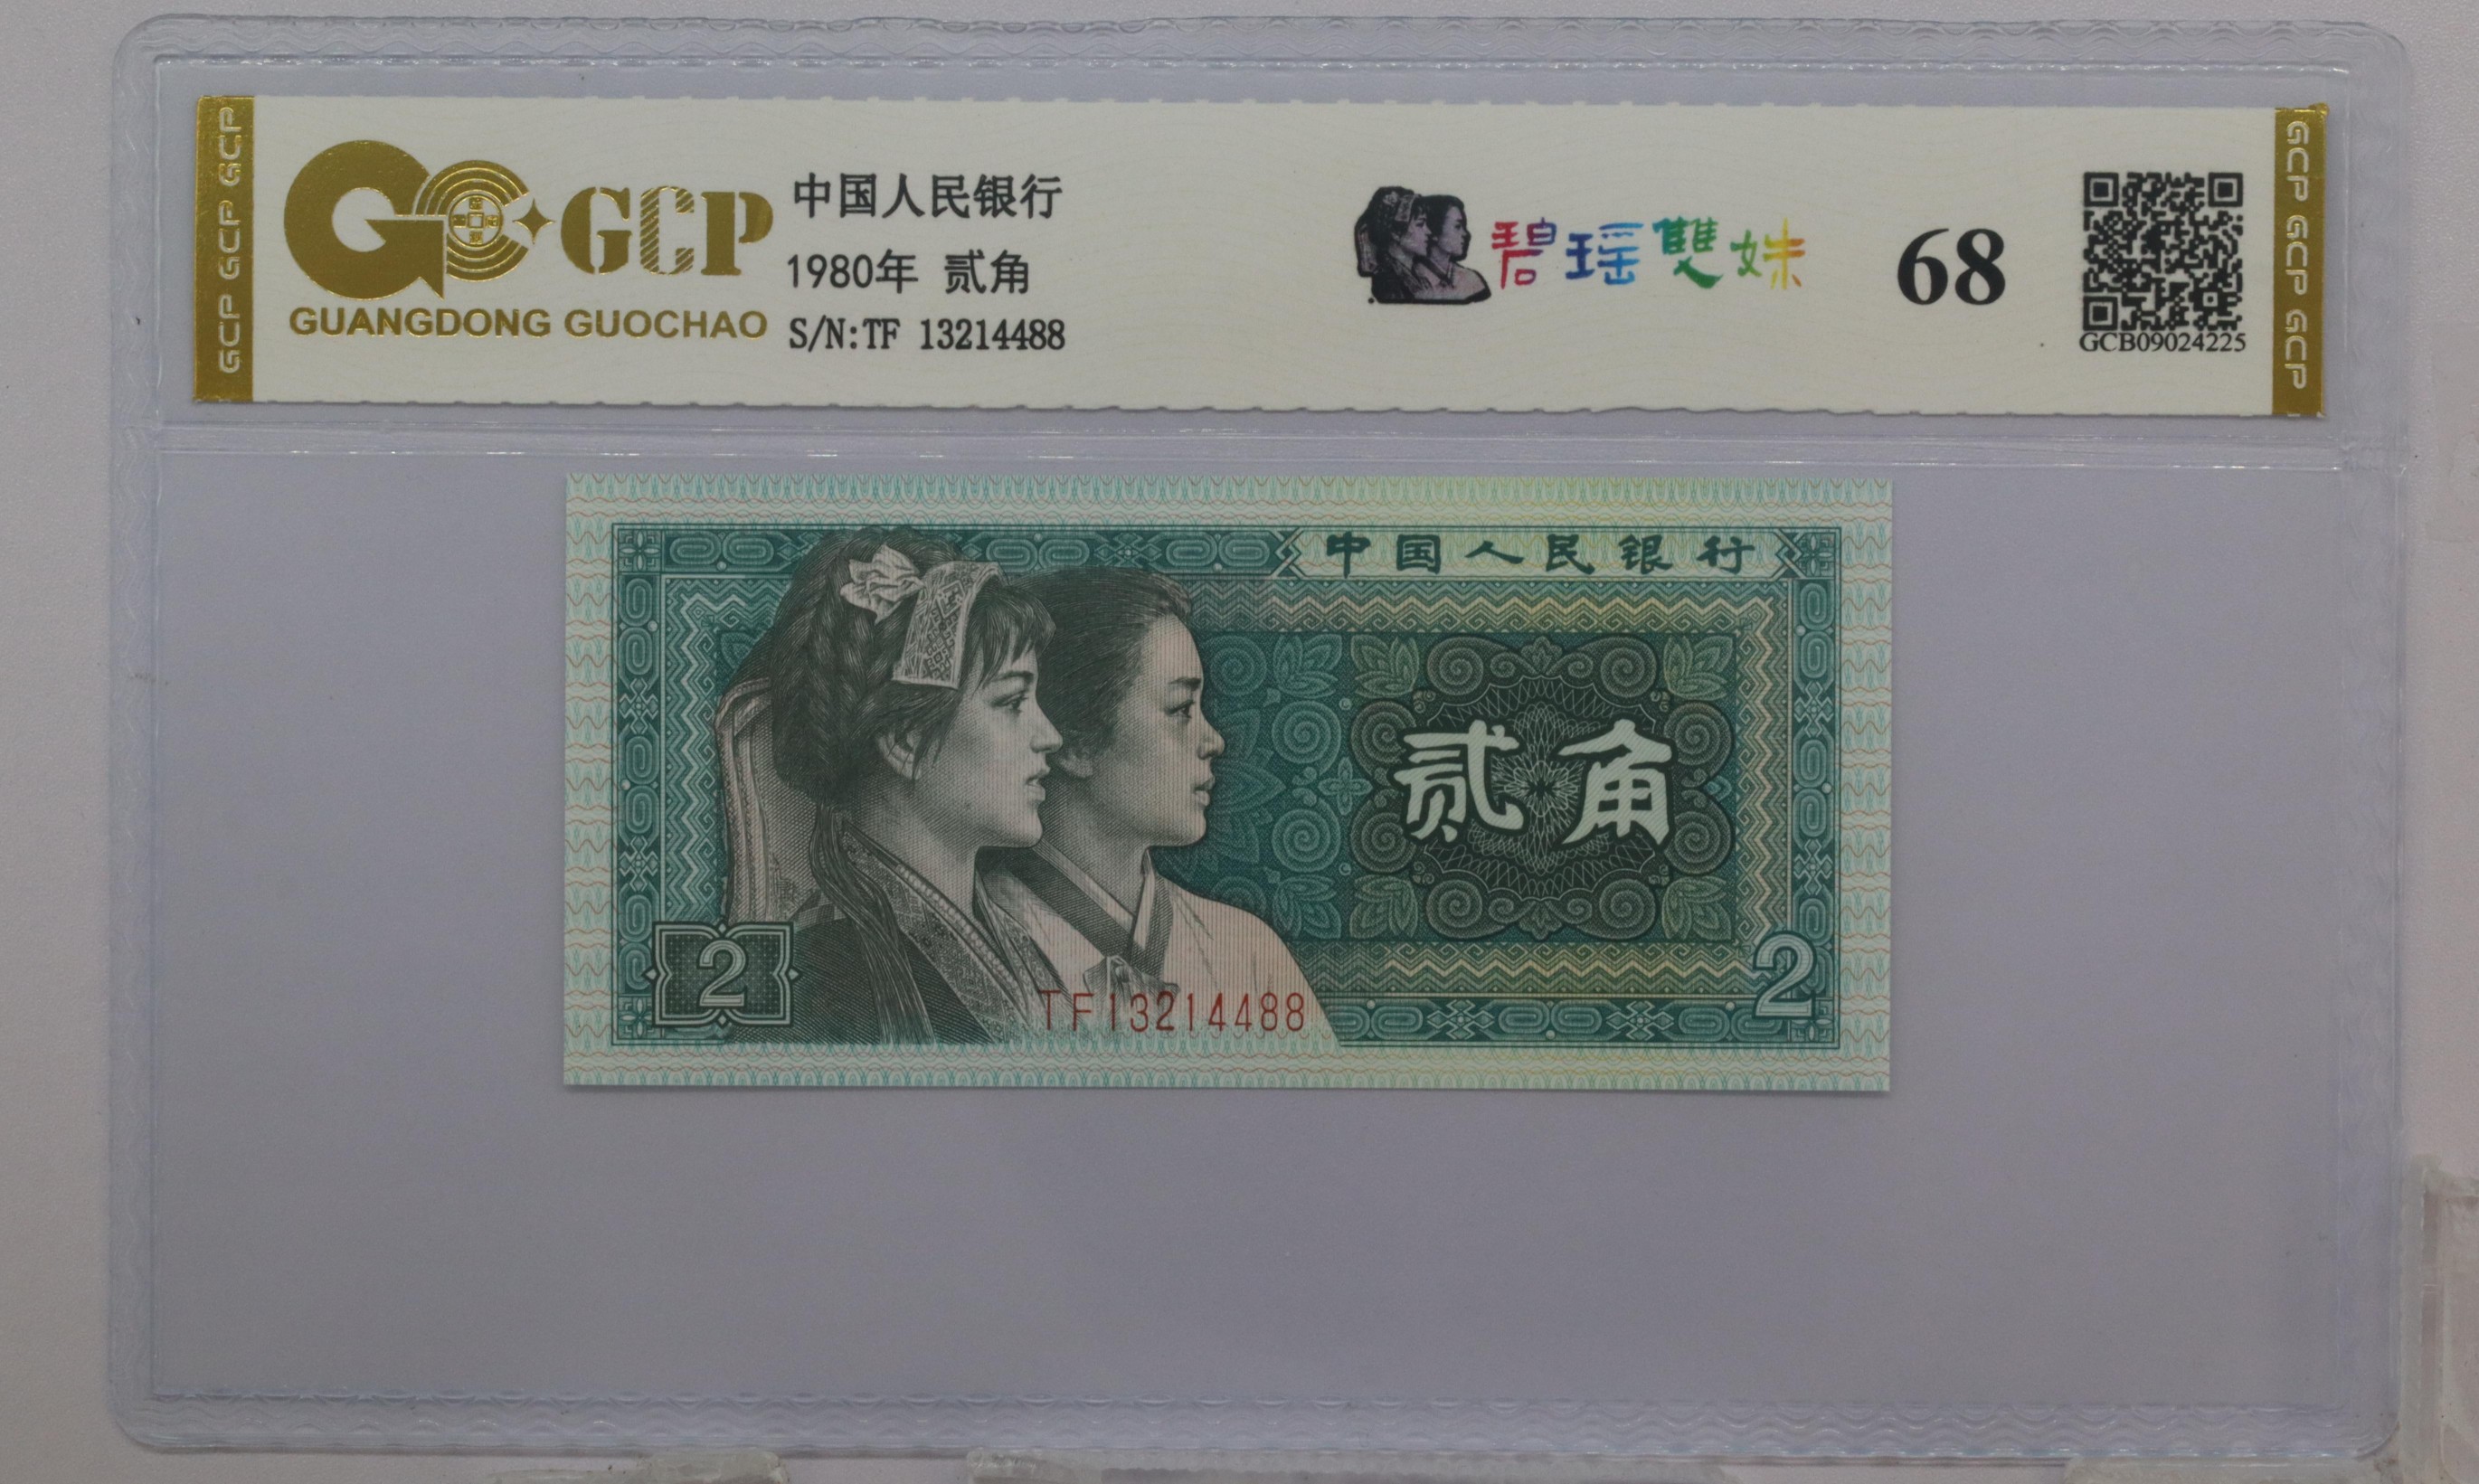 GCP GCP GCP
GCP
GUANGDONG GUOCHAO
中国人民银行
1980年 贰角
S/N:TF 13214488
碧瑶雙妹
68
GCB09024225
GCP GCP GCP
中国人民银行
贰角
2
2
TF13214488